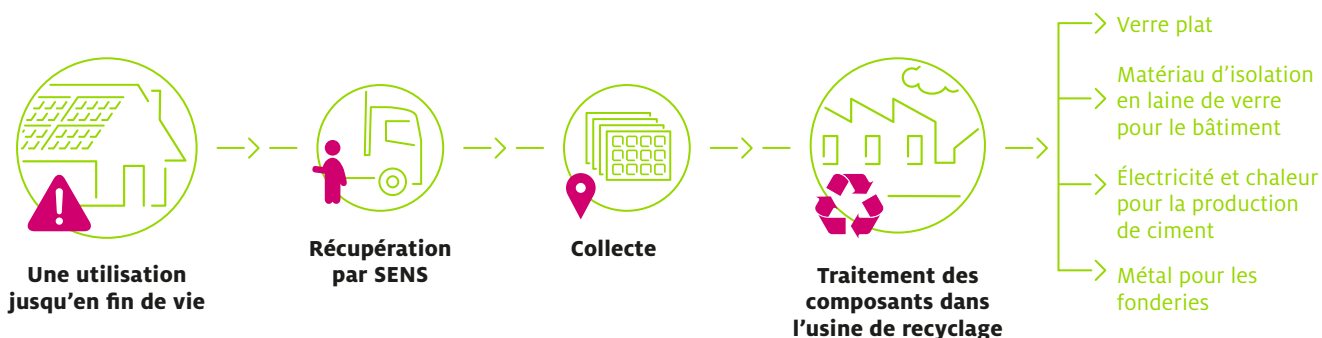 Une utilisation
jusqu’en fin de vie
Récupération
par SENS
Collecte
Traitement des
composants dans
l’usine de recyclage
Verre plat
Matériau d’isolation
en laine de verre
pour le bâtiment
Électricité et chaleur
pour la production
de ciment
Métal pour les
fonderies